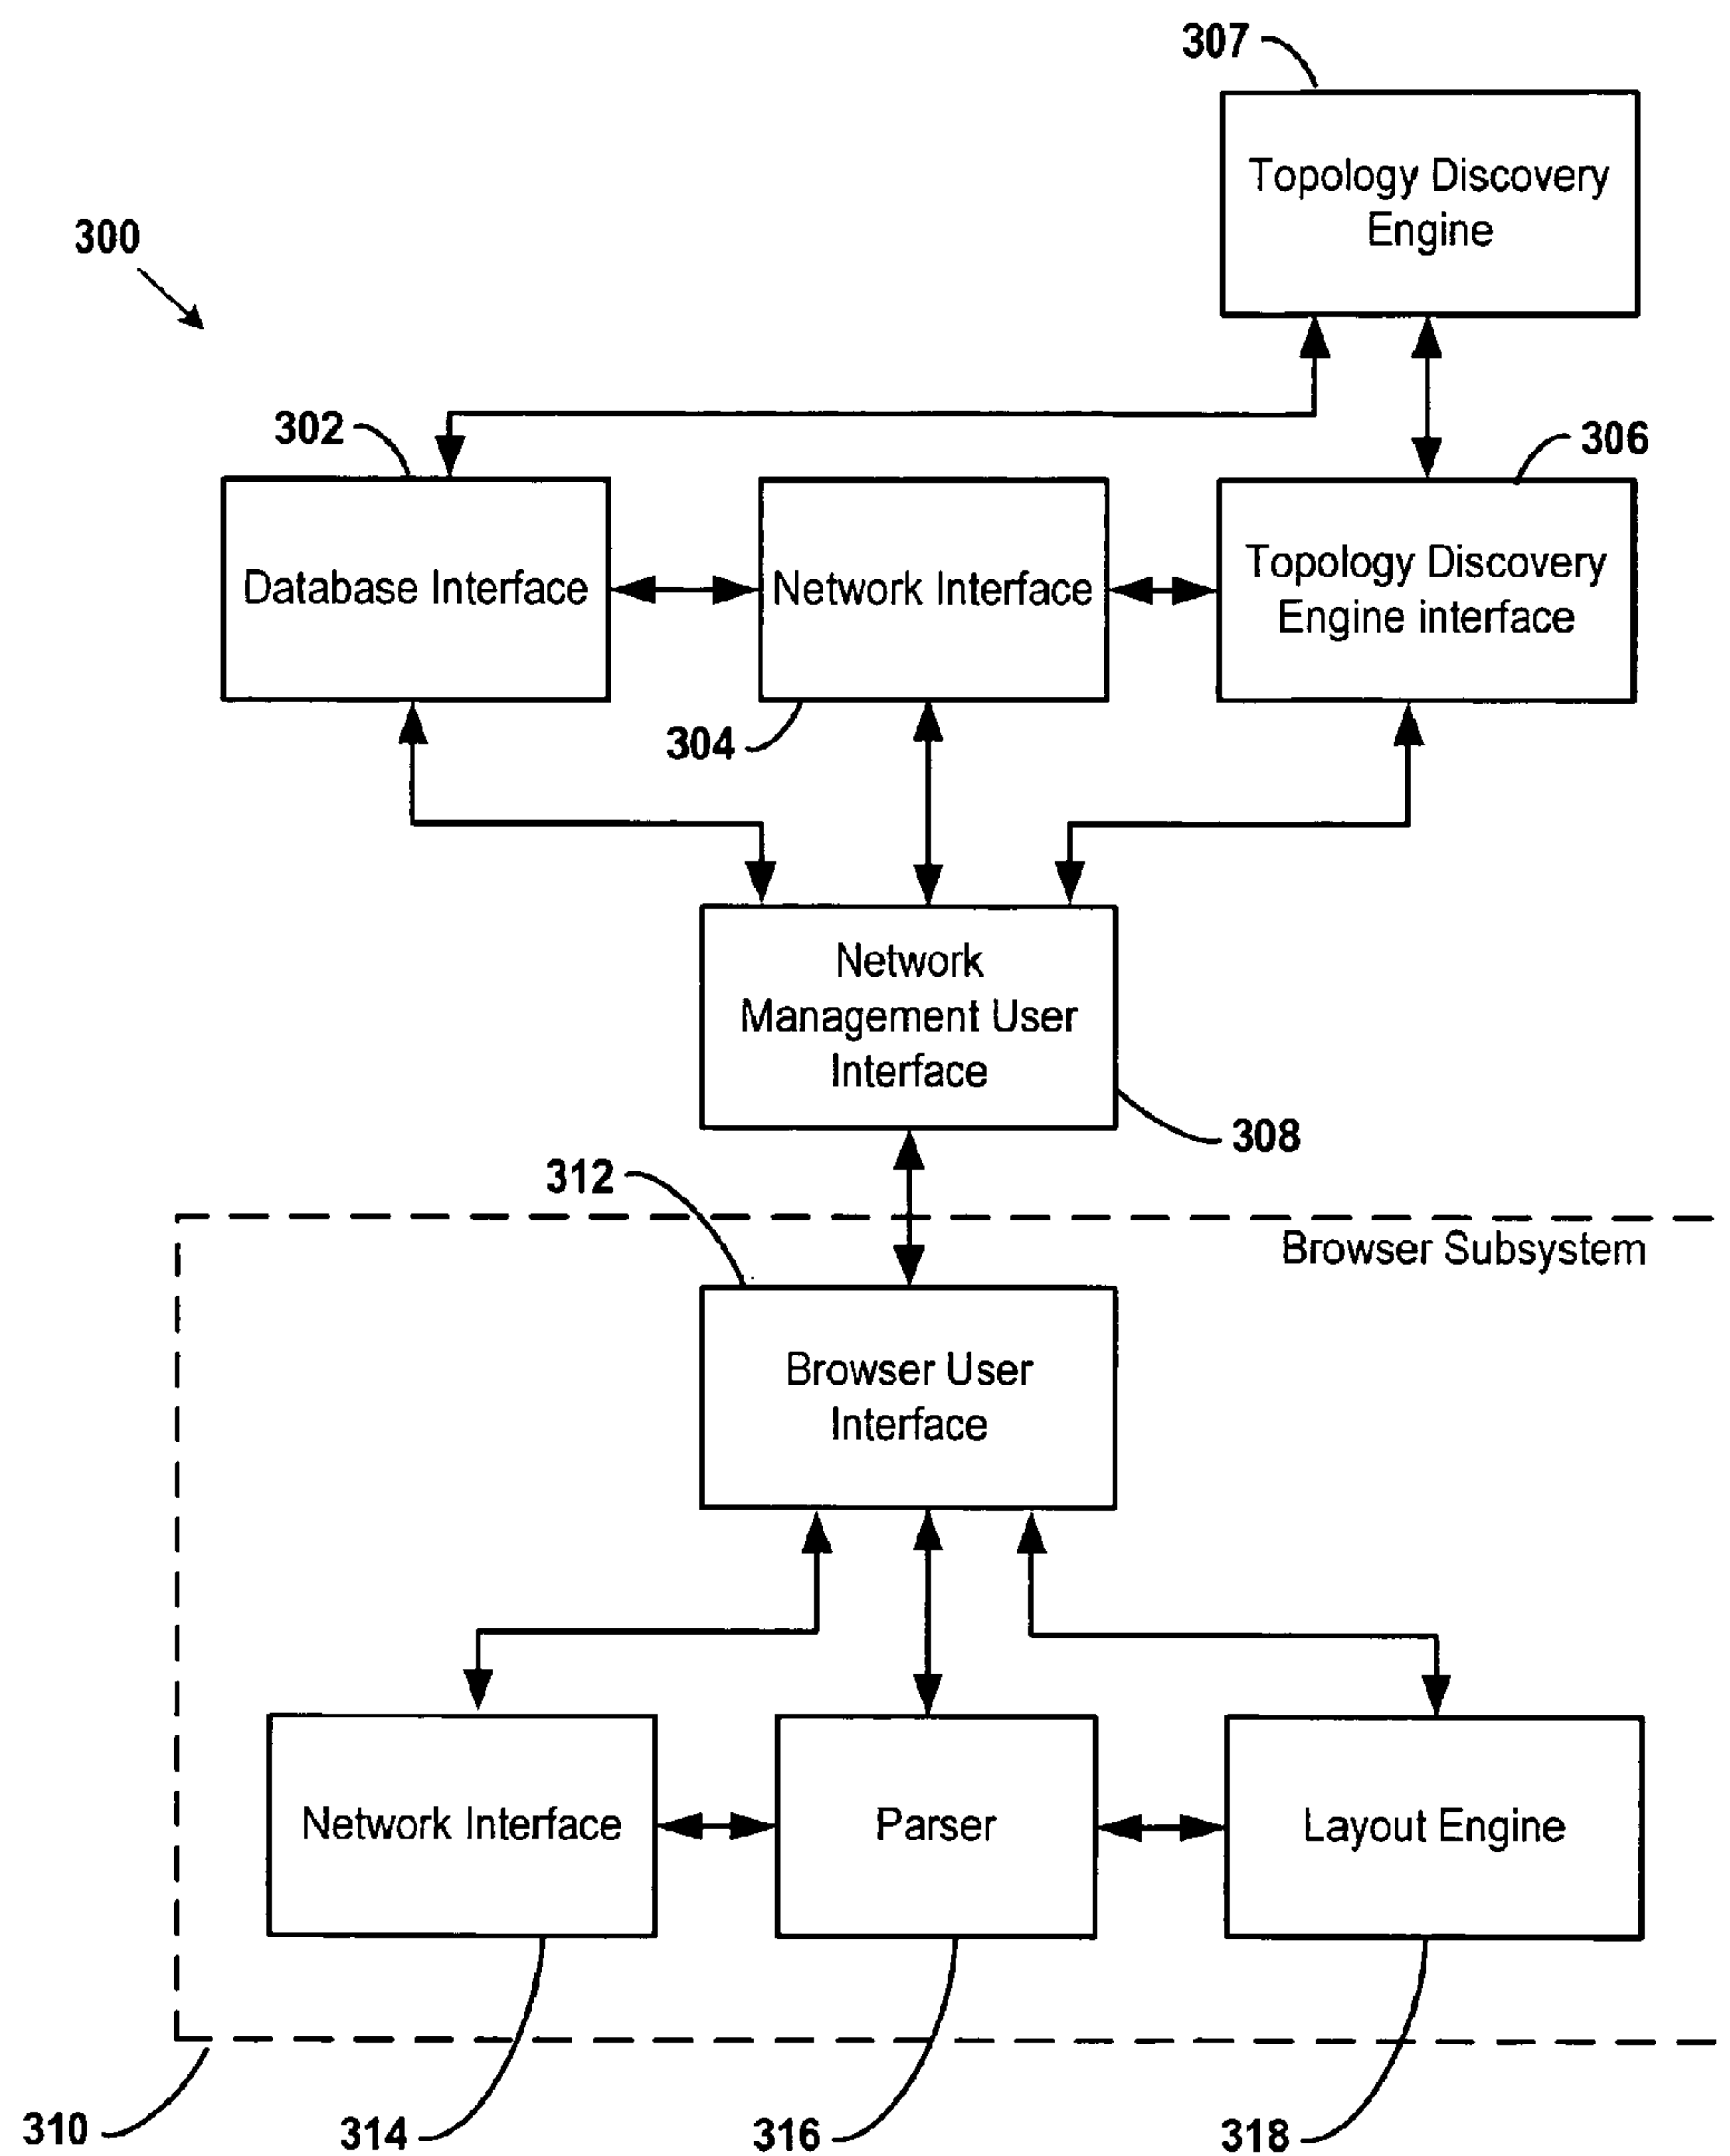 307
Topology Discovery
Engine
300
302
306
Database Interface
Network Interface
Topology Discovery
Engine interface
304
Network
Management User
Interface
308
312
Browser Subsystem
Browser User
Interface
Network Interface
Parser
Layout Engine
310
314
316
318